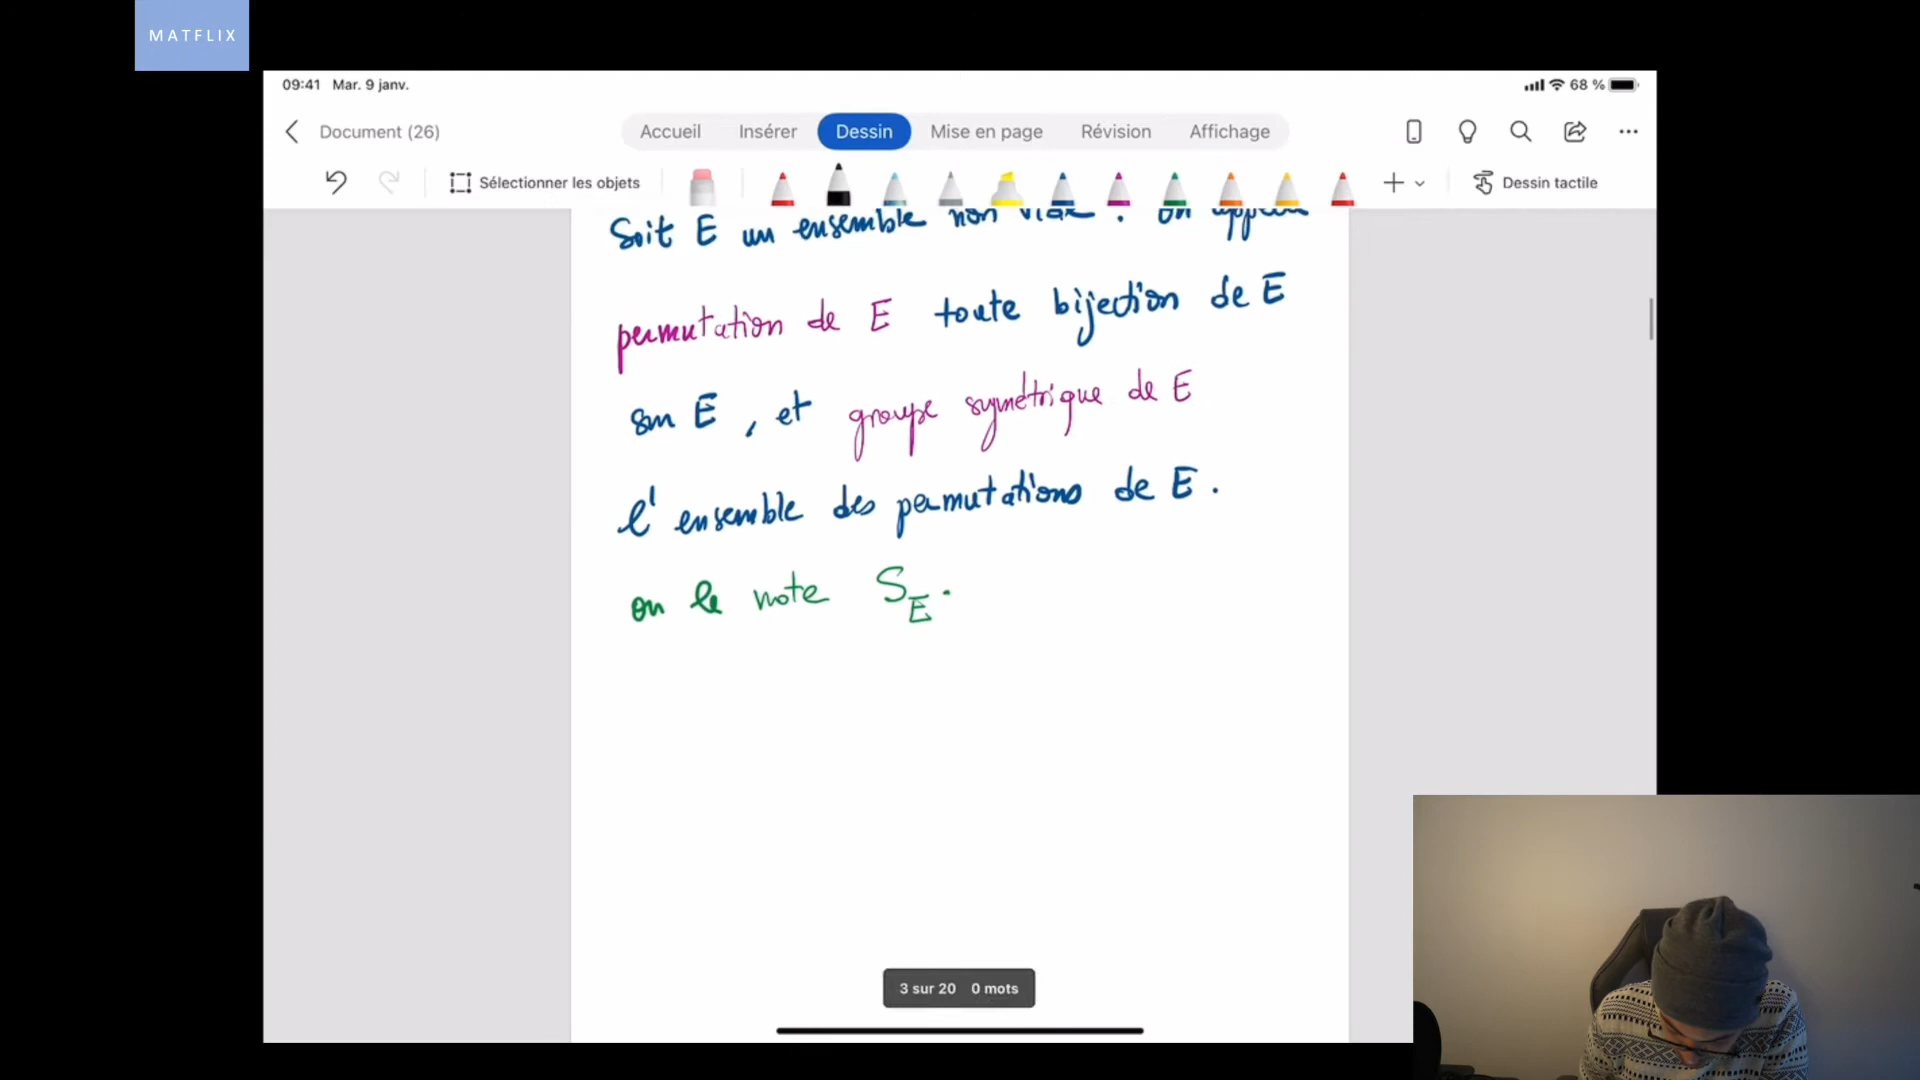 MATFLIX
09:41 Mar. 9 janv.
68 %
Document (26)
Accueil Insérer Dessin Mise en page Révision Affichage
Sélectionner les objets
Dessin tactile
Soit E un ensemble non vide. On appelle
permutation de E toute bijection de E
sur E, et groupe symétrique de E
l'ensemble des permutations de E.
on le note S_E.
3 sur 20 0 mots